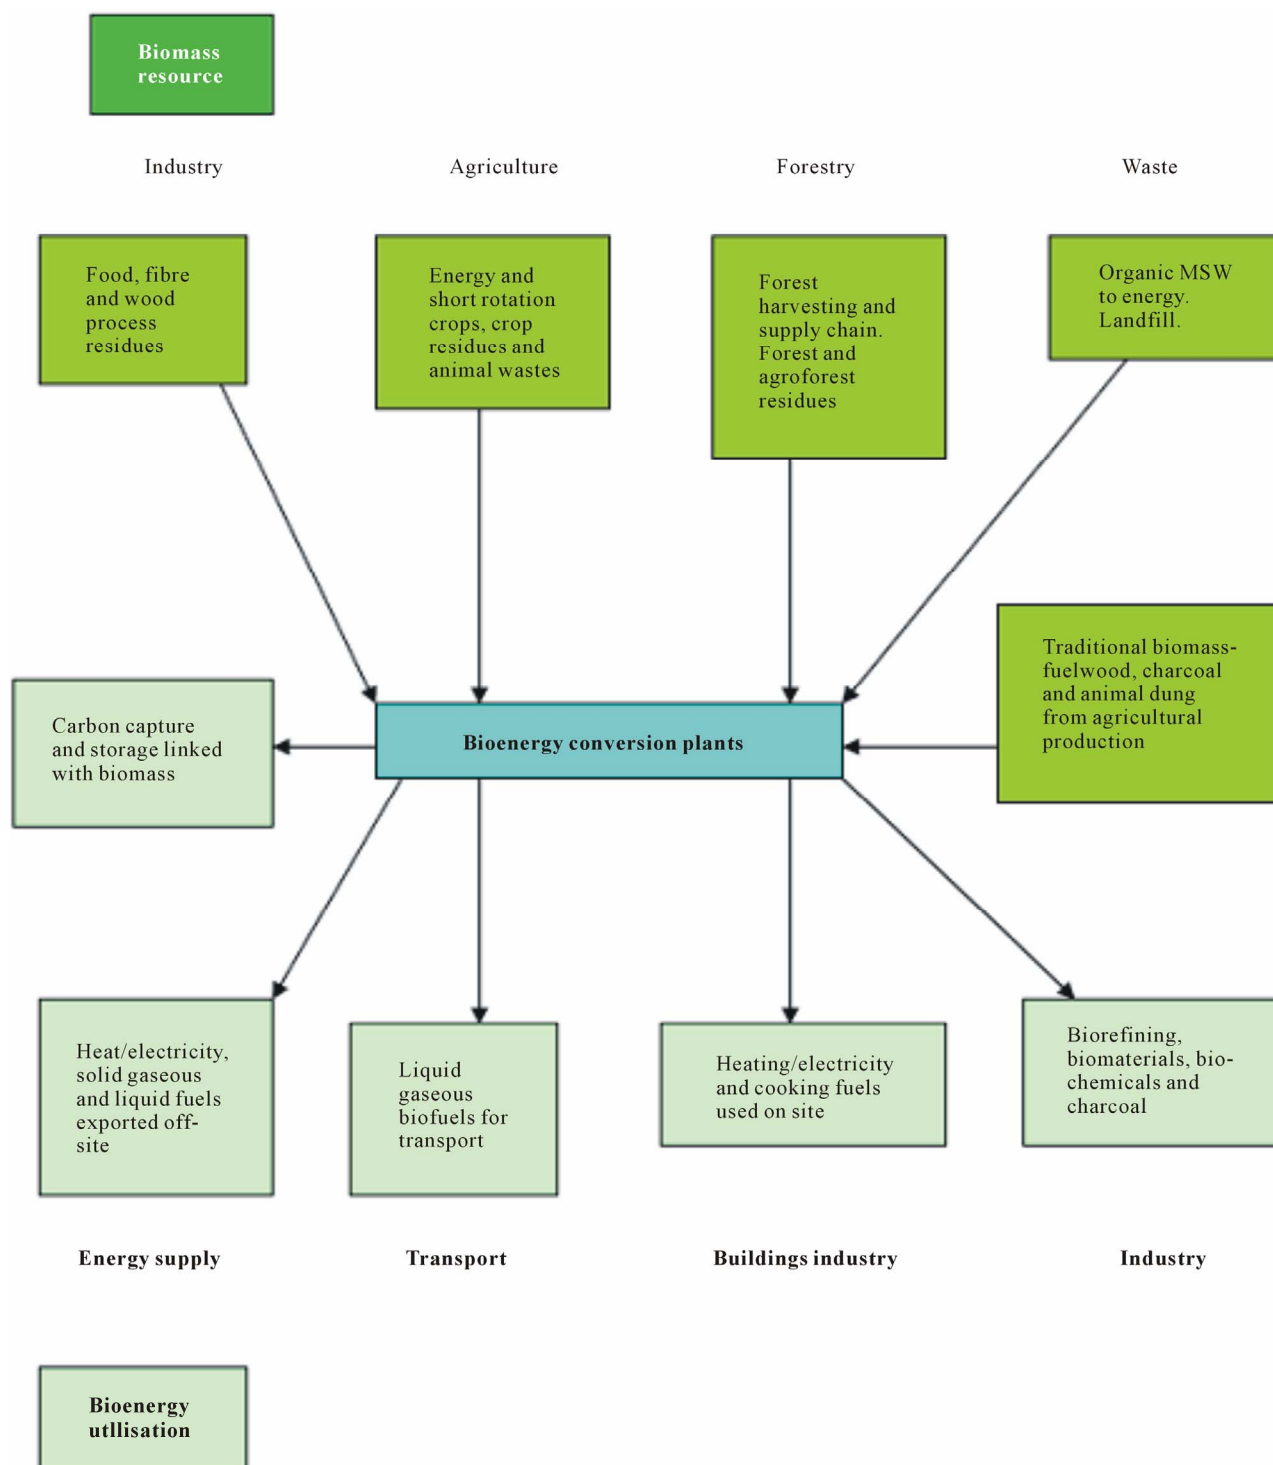 Biomass
resource
Industry
Agriculture
Forestry
Waste
Food, fibre
and wood
process
residues
Energy and
short rotation
crops, crop
residues and
animal wastes
Forest
harvesting and
supply chain.
Forest and
agroforest
residues
Organic MSW
to energy.
Landfill.
Traditional biomass-
fuelwood, charcoal
and animal dung
from agricultural
production
Carbon capture
and storage linked
with biomass
Bioenergy conversion plants
Heat/electricity,
solid gaseous
and liquid fuels
exported off-
site
Liquid
gaseous
biofuels for
transport
Heating/electricity
and cooking fuels
used on site
Biorefining,
biomaterials, bio-
chemicals and
charcoal
Energy supply
Transport
Buildings industry
Industry
Bioenergy
utllisation